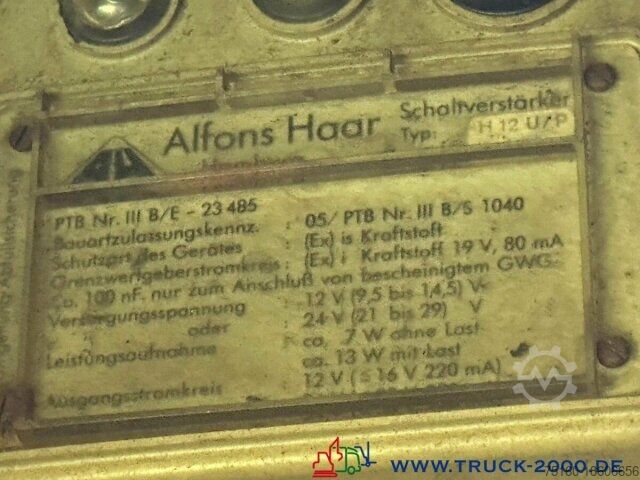 Alfons Haar
Schaltverstärker
Typ: H 12 U/P
Hamburg
PTB Nr. III B/E - 23 485
Bauartzulassungskennz. : 05/ PTB Nr. III B/S 1040
Schutzart des Gerätes : (Ex) is Kraftstoff
Grenzwertgeberstromkreis : (Ex) i Kraftstoff 19 V, 80 mA
Ca. 100 nF. nur zum Anschluß von bescheinigtem GWG.
Versorgungsspannung : 12 V (9,5 bis 14,5) V
" " oder : 24 V (21 bis 29) V
Leistungsaufnahme : ca. 7 W ohne Last
ca. 13 W mit Last
Ausgangsstromkreis : 12 V (≤ 16 V 220 mA)
WWW.TRUCK-2000.DE